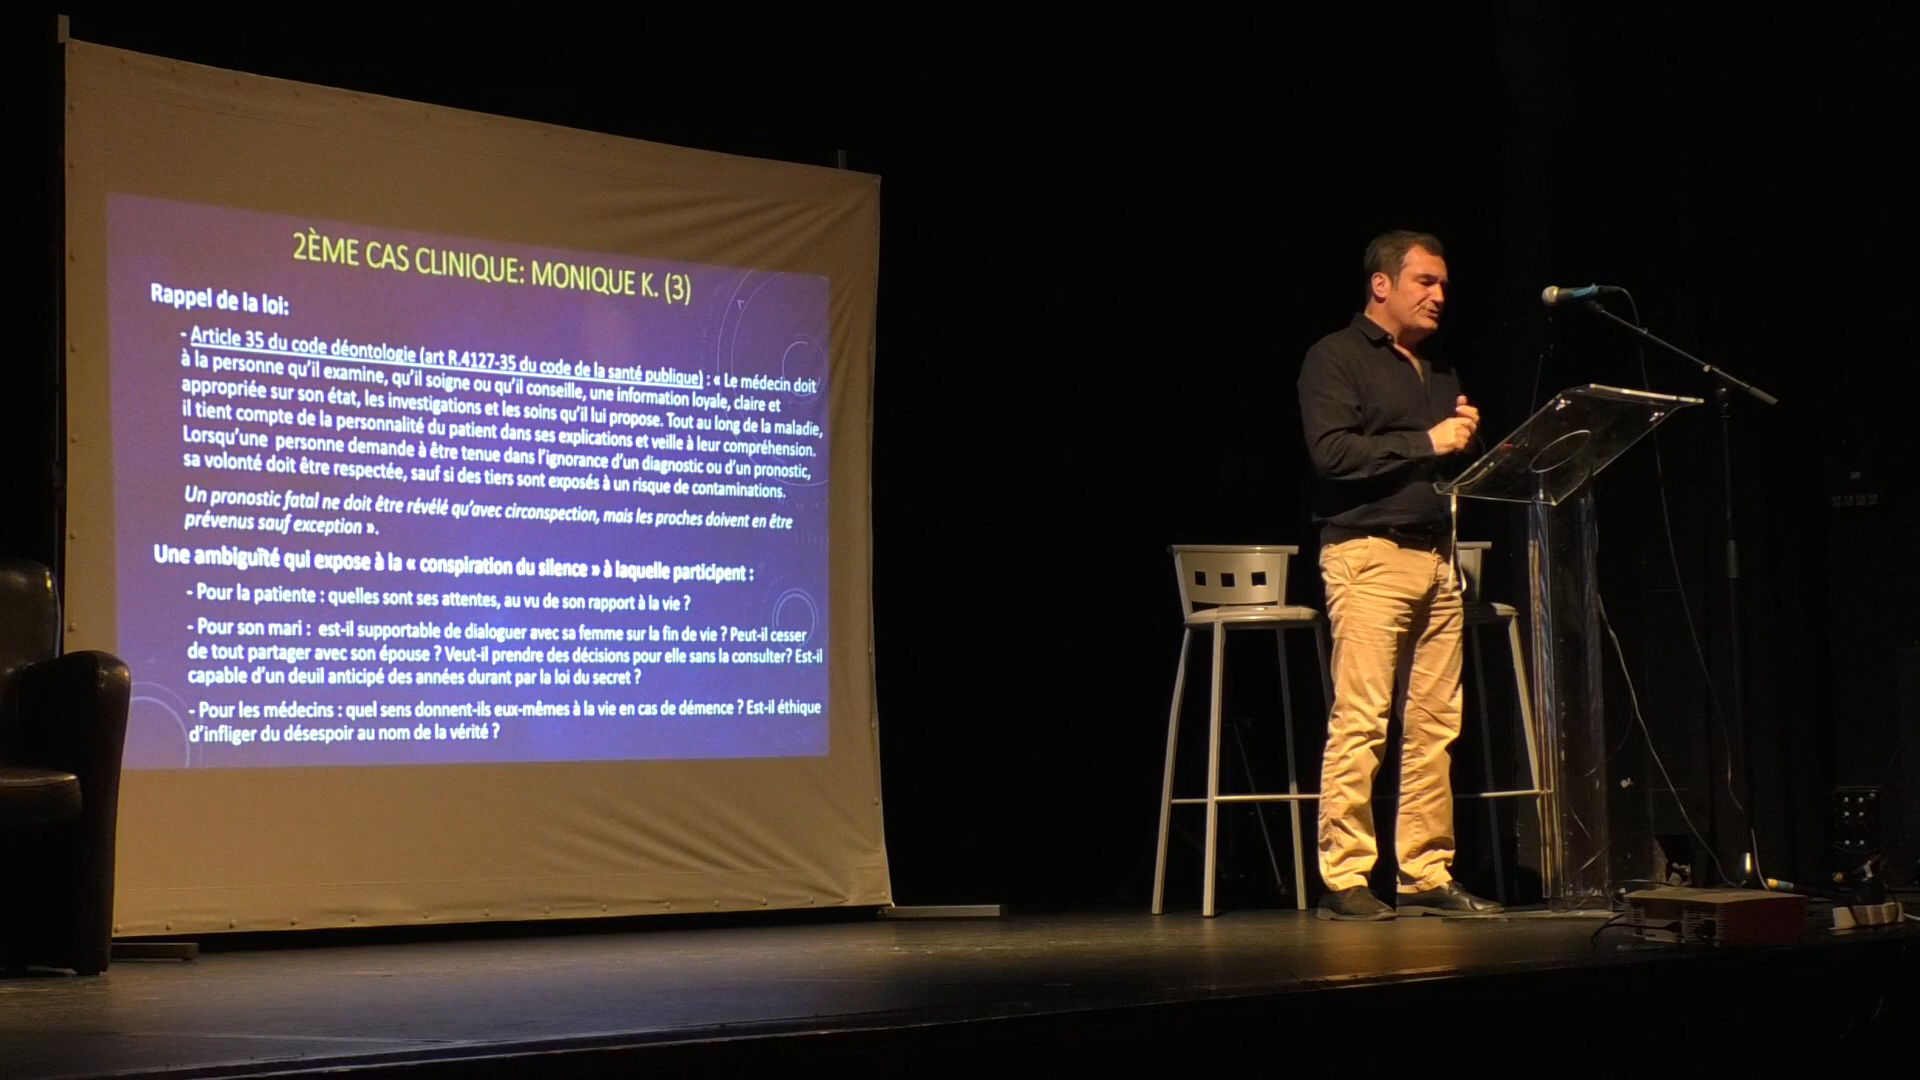 2ÈME CAS CLINIQUE: MONIQUE K. (3)
Rappel de la loi:
- Article 35 du code déontologie (art R.4127-35 du code de la santé publique) : « Le médecin doit
à la personne qu'il examine, qu'il soigne ou qu'il conseille, une information loyale, claire et
appropriée sur son état, les investigations et les soins qu'il lui propose. Tout au long de la maladie,
il tient compte de la personnalité du patient dans ses explications et veille à leur compréhension.
Lorsqu'une personne demande à être tenue dans l'ignorance d'un diagnostic ou d'un pronostic,
sa volonté doit être respectée, sauf si des tiers sont exposés à un risque de contaminations.
Un pronostic fatal ne doit être révélé qu'avec circonspection, mais les proches doivent en être
prévenus sauf exception ».
Une ambiguïté qui expose à la « conspiration du silence » à laquelle participent :
- Pour la patiente : quelles sont ses attentes, au vu de son rapport à la vie ?
- Pour son mari : est-il supportable de dialoguer avec sa femme sur la fin de vie ? Peut-il cesser
de tout partager avec son épouse ? Veut-il prendre des décisions pour elle sans la consulter? Est-il
capable d'un deuil anticipé des années durant par la loi du secret ?
- Pour les médecins : quel sens donnent-ils eux-mêmes à la vie en cas de démence ? Est-il éthique
d'infliger du désespoir au nom de la vérité ?